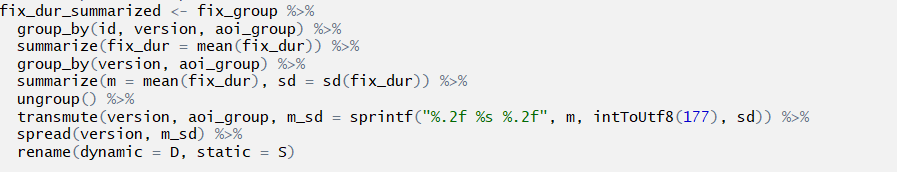 fix_dur_summarized <- fix_group %>%
  group_by(id, version, aoi_group) %>%
  summarize(fix_dur = mean(fix_dur)) %>%
  group_by(version, aoi_group) %>%
  summarize(m = mean(fix_dur), sd = sd(fix_dur)) %>%
  ungroup() %>%
  transmute(version, aoi_group, m_sd = sprintf("%.2f %s %.2f", m, intToUtf8(177), sd)) %>%
  spread(version, m_sd) %>%
  rename(dynamic = D, static = S)